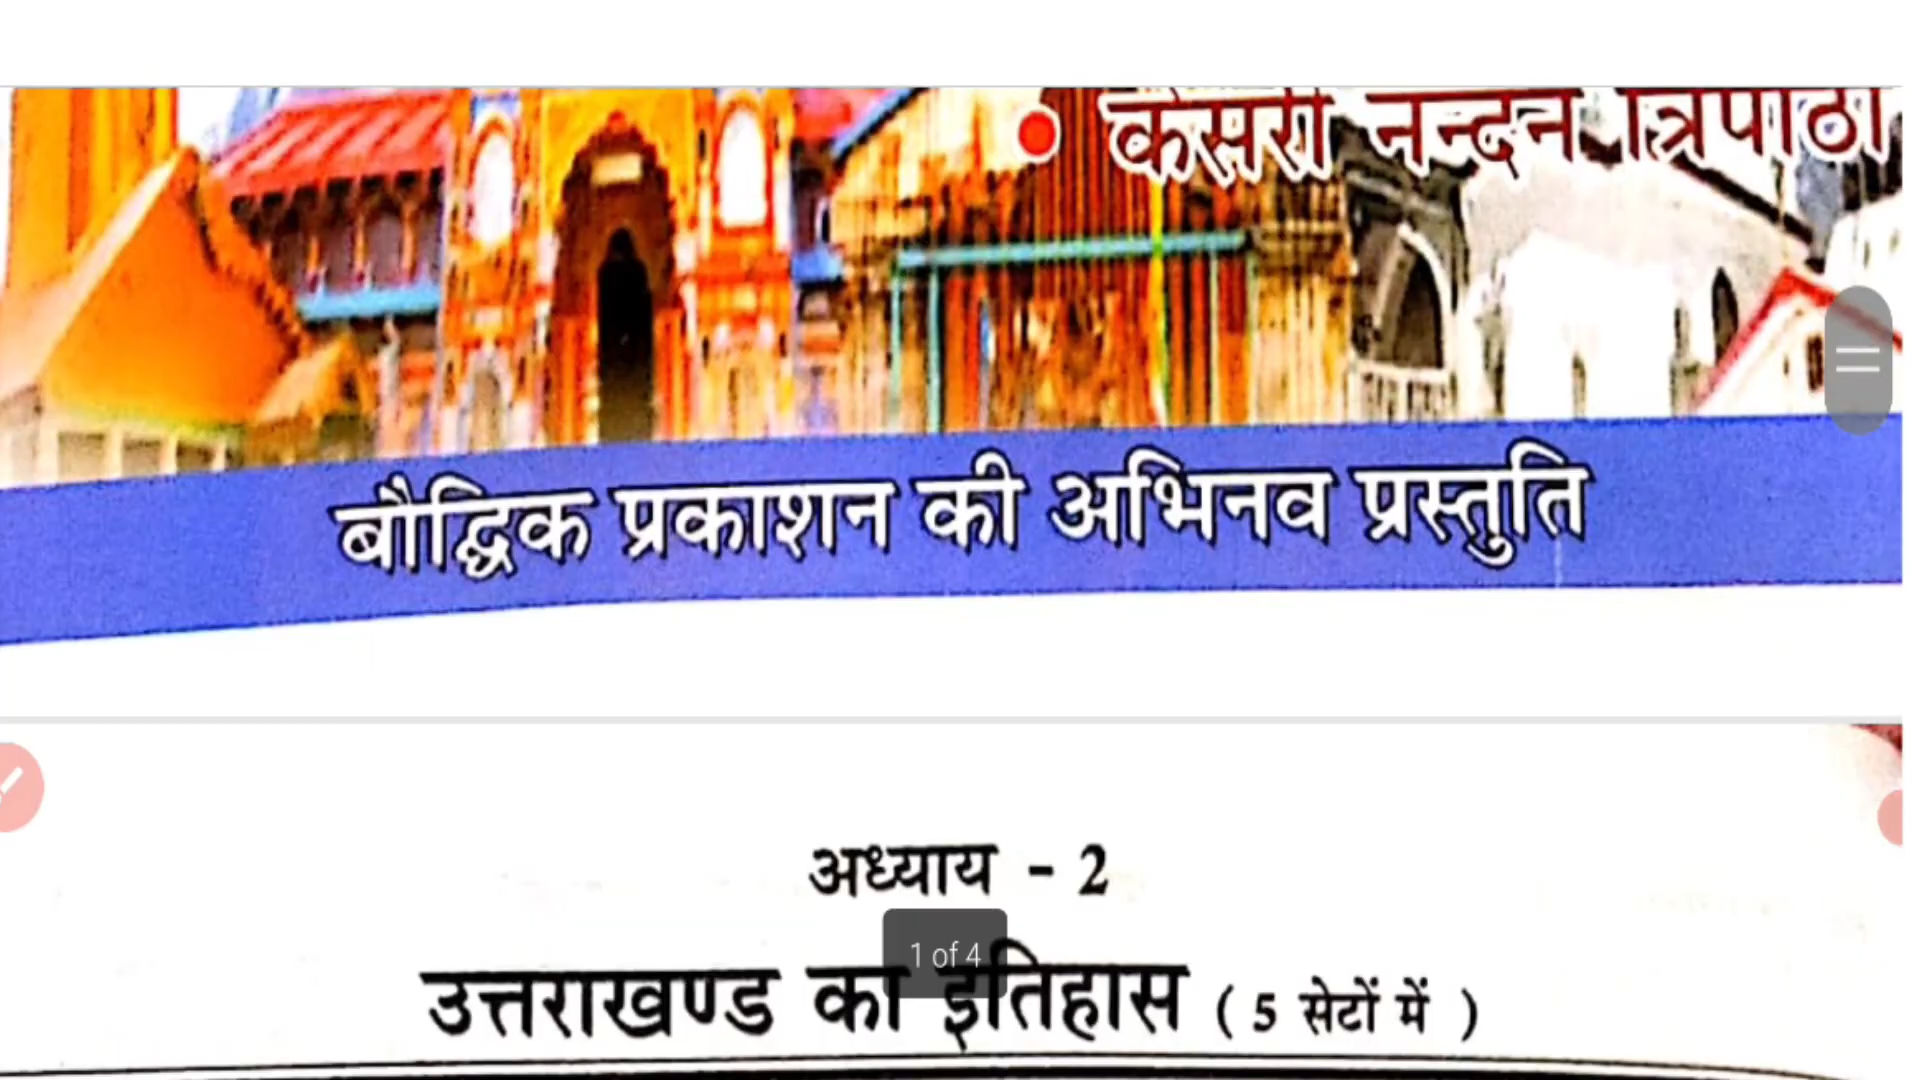 • केसरी नन्दन त्रिपाठी
बौद्धिक प्रकाशन की अभिनव प्रस्तुति
अध्याय - 2
1 of 4
उत्तराखण्ड का इतिहास ( 5 सेटों में )